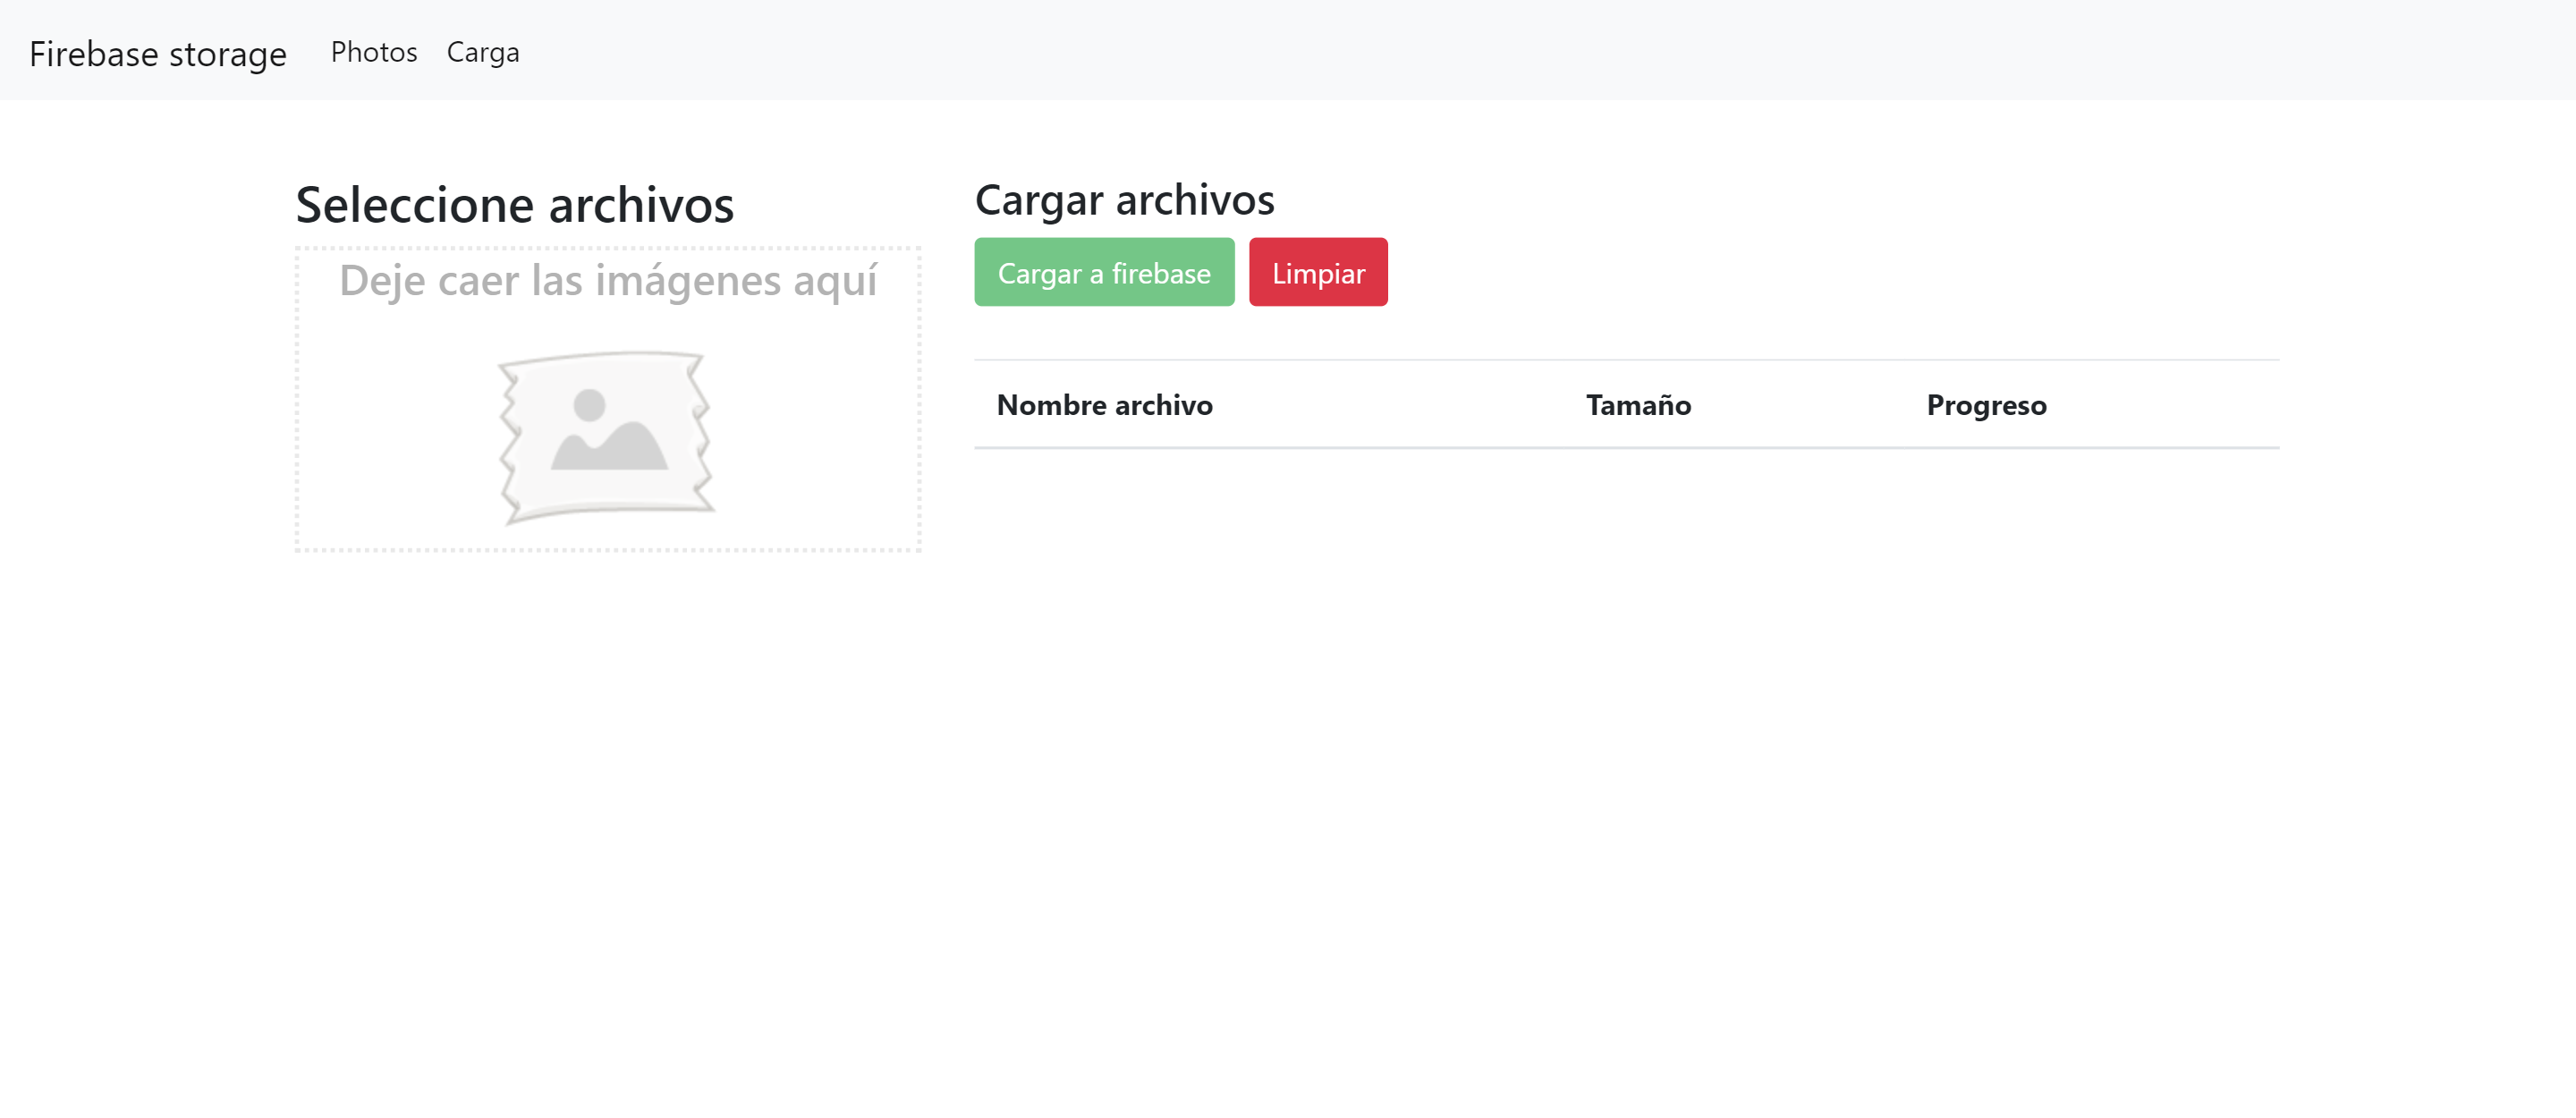 Firebase storage Photos Carga
Seleccione archivos
Deje caer las imágenes aquí
Cargar archivos
Cargar a firebase Limpiar
Nombre archivo Tamaño Progreso